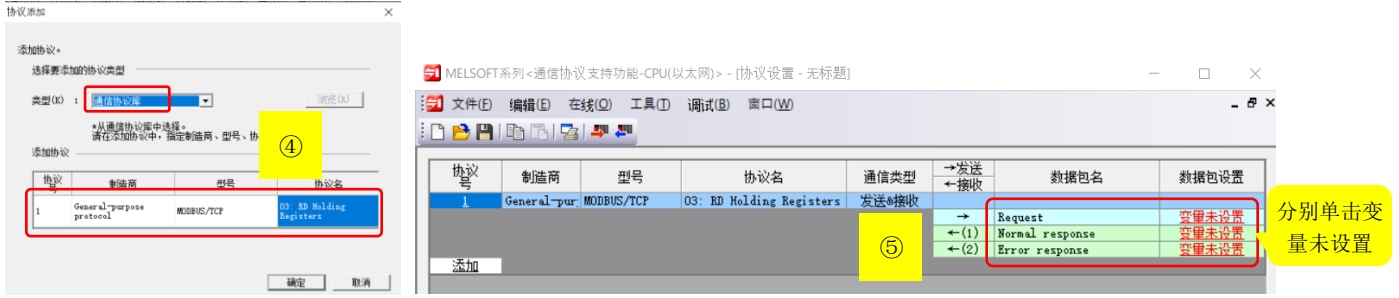 协议添加
添加协议。
选择要添加的协议类型
类型(K) : 通信协议库 浏览(R)
*从通信协议库中选择。
请在添加协议中，指定制造商、型号、协
添加协议
协议号 制造商 型号 协议名
1 General-purpose protocol MODBUS/TCP 03: RD Holding Registers
确定 取消
④
MELSOFT系列<通信协议支持功能-CPU(以太网)> - [协议设置 - 无标题]
文件(F) 编辑(E) 在线(O) 工具(T) 调试(B) 窗口(W)
协议号 制造商 型号 协议名 通信类型 →发送 ←接收 数据包名 数据包设置
1 General-pur MODBUS/TCP 03: RD Holding Registers 发送&接收
→ Request 变量未设置
←(1) Normal response 变量未设置
←(2) Error response 变量未设置
添加
⑤
分别单击变
量未设置